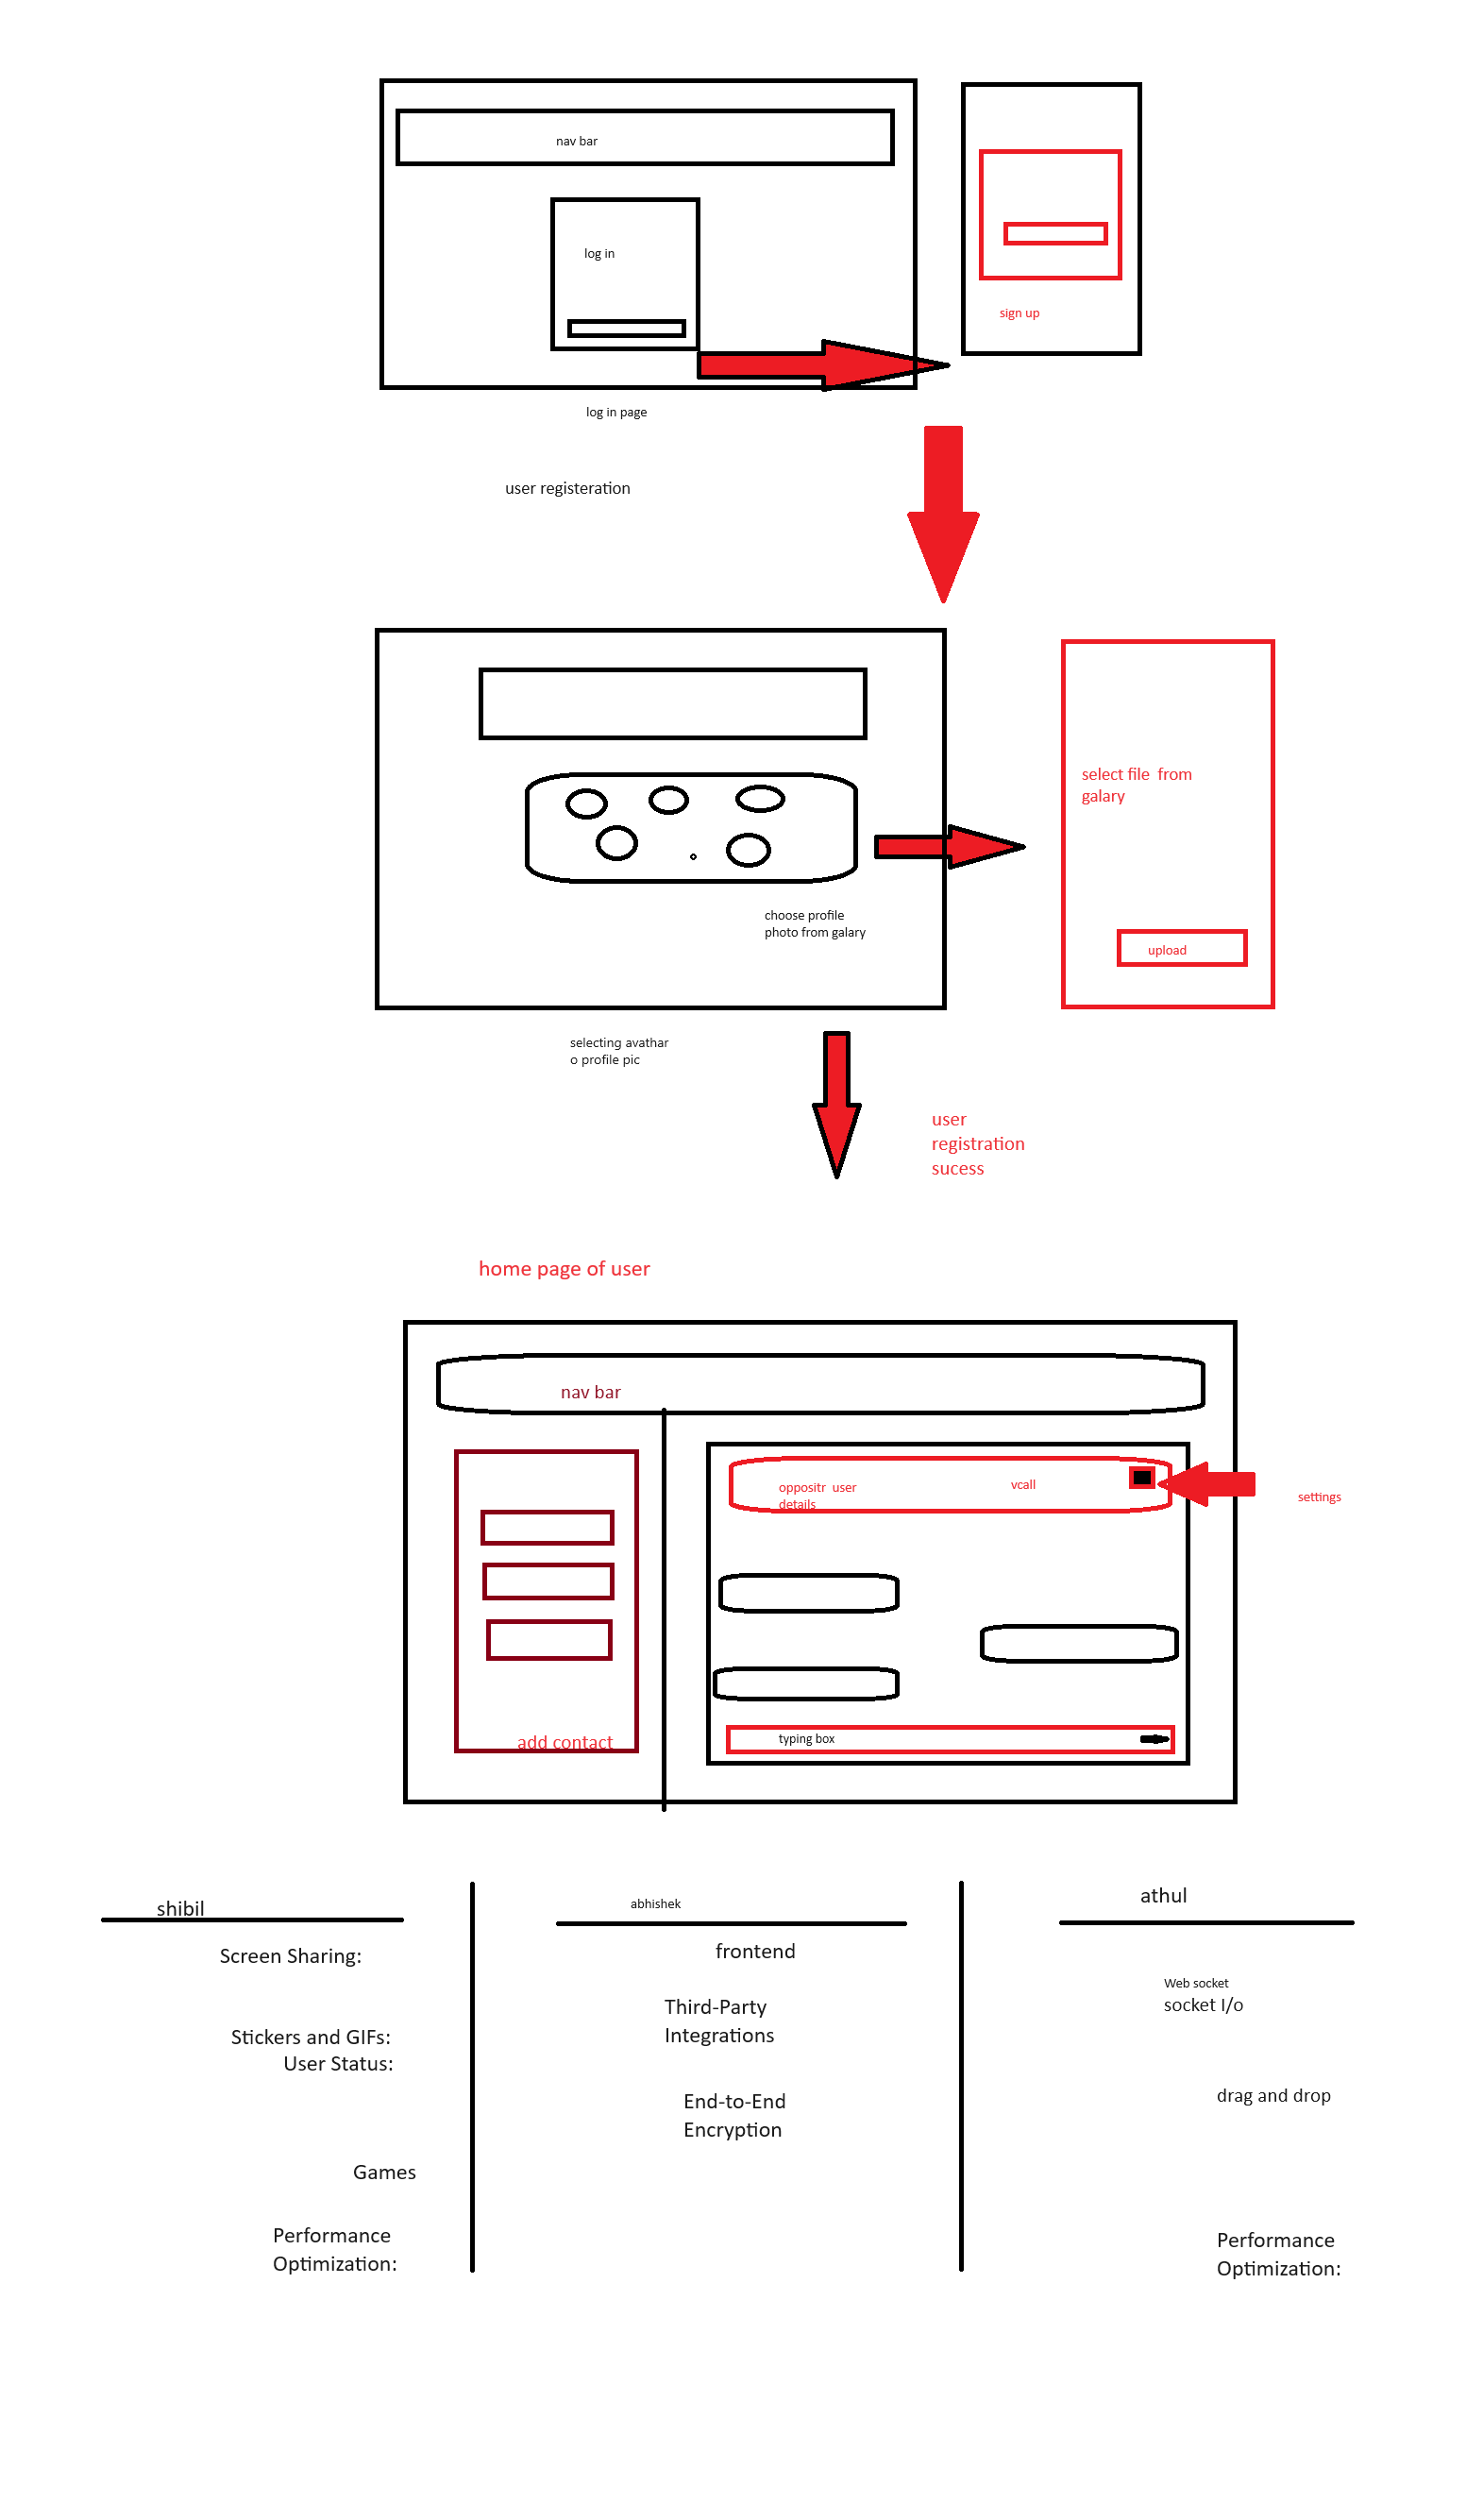 nav bar
log in
sign up
log in page
user registeration
select file  from
galary
choose profile
photo from galary
upload
selecting avathar
o profile pic
user
registration
sucess
home page of user
nav bar
oppositr  user
details
vcall
settings
add contact
typing box
shibil
Screen Sharing:
Stickers and GIFs:
User Status:
Games
Performance
Optimization:
abhishek
frontend
Third-Party
Integrations
End-to-End
Encryption
athul
Web socket
socket I/o
drag and drop
Performance
Optimization: